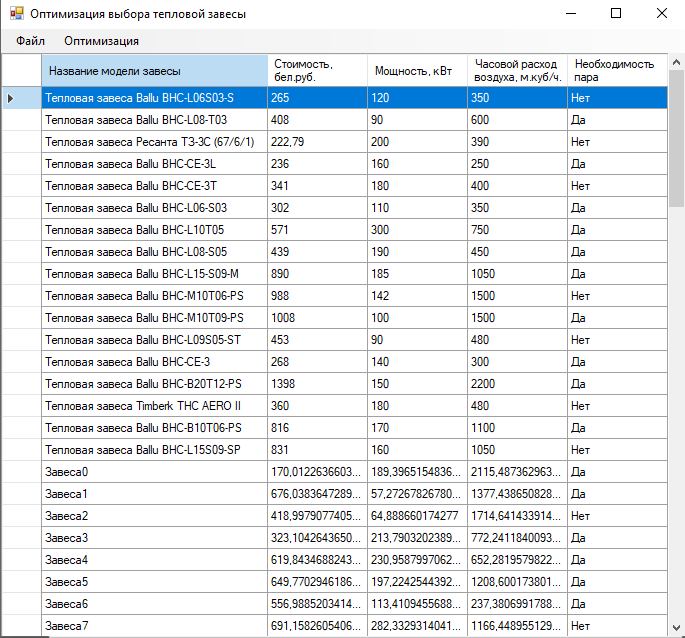 Оптимизация выбора тепловой завесы
Файл Оптимизация
Название модели завесы Стоимость, бел.руб. Мощность, кВт Часовой расход воздуха, м.куб/ч. Необходимость пара
Тепловая завеса Ballu BHC-L06S03-S 265 120 350 Нет
Тепловая завеса Ballu BHC-L08-T03 408 90 600 Да
Тепловая завеса Ресанта ТЗ-3С (67/6/1) 222,79 200 390 Нет
Тепловая завеса Ballu BHC-CE-3L 236 160 250 Да
Тепловая завеса Ballu BHC-CE-3T 341 180 400 Нет
Тепловая завеса Ballu BHC-L06-S03 302 110 350 Да
Тепловая завеса Ballu BHC-L10T05 571 300 750 Да
Тепловая завеса Ballu BHC-L08-S05 439 190 450 Да
Тепловая завеса Ballu BHC-L15-S09-M 890 185 1050 Да
Тепловая завеса Ballu BHC-M10T06-PS 988 142 1500 Нет
Тепловая завеса Ballu BHC-M10T09-PS 1008 100 1500 Да
Тепловая завеса Ballu BHC-L09S05-ST 453 90 480 Нет
Тепловая завеса Ballu BHC-CE-3 268 140 300 Да
Тепловая завеса Ballu BHC-B20T12-PS 1398 150 2200 Да
Тепловая завеса Timberk THC AERO II 360 180 480 Нет
Тепловая завеса Ballu BHC-B10T06-PS 816 170 1100 Да
Тепловая завеса Ballu BHC-L15S09-SP 831 160 1050 Нет
Завеса0 170,0122636603... 189,3965154836... 2115,487362963... Да
Завеса1 676,0383647289... 57,27267826780... 1377,438650828... Да
Завеса2 418,9979077405... 64,888660174277 1714,641433914... Нет
Завеса3 323,1042643650... 213,7903202389... 772,2411840093... Да
Завеса4 619,8434688243... 230,9587997062... 652,2819579822... Да
Завеса5 649,7702946186... 197,2242544392... 1208,600173801... Да
Завеса6 556,9885203414... 113,4109455688... 237,3806991788... Да
Завеса7 691,1582605406... 282,3329314041... 1166,448955129... Нет